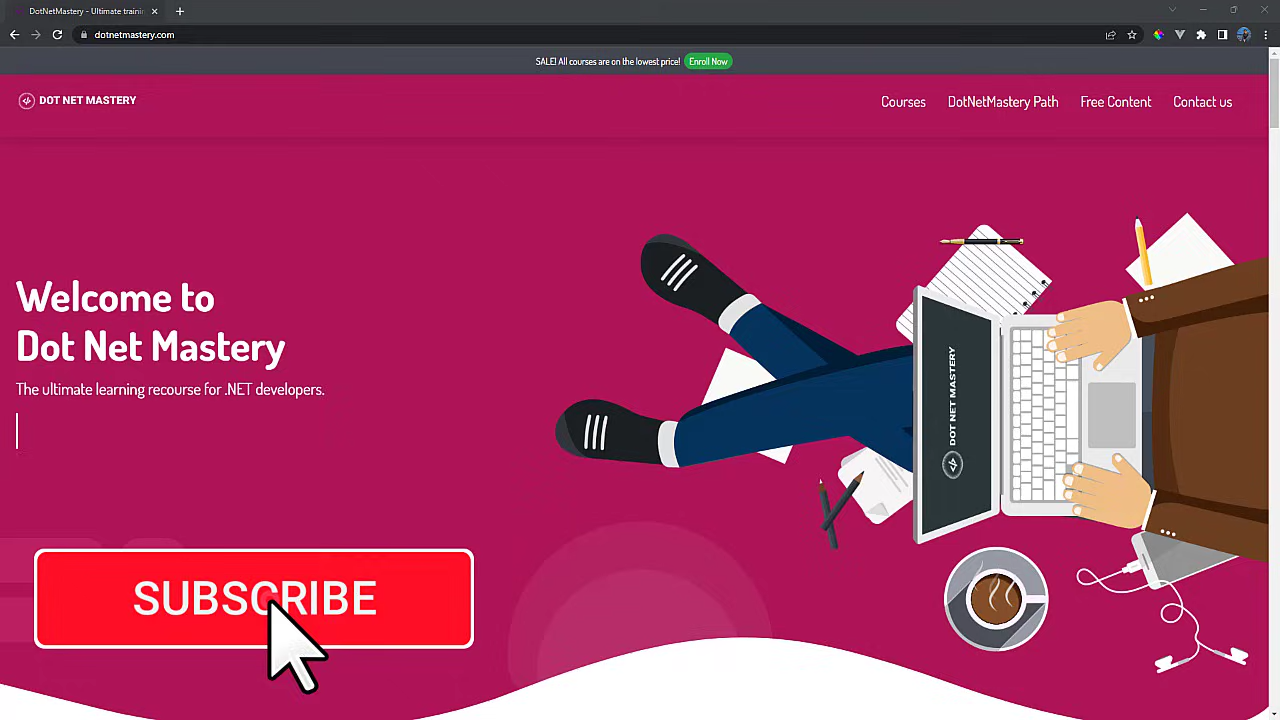 DotNetMastery - Ultimate trainin
dotnetmastery.com
SALE! All courses are on the lowest price! Enroll Now
DOT NET MASTERY
Courses DotNetMastery Path Free Content Contact us
Welcome to
Dot Net Mastery
The ultimate learning recourse for .NET developers.
DOT NET MASTERY
SUBSCRIBE